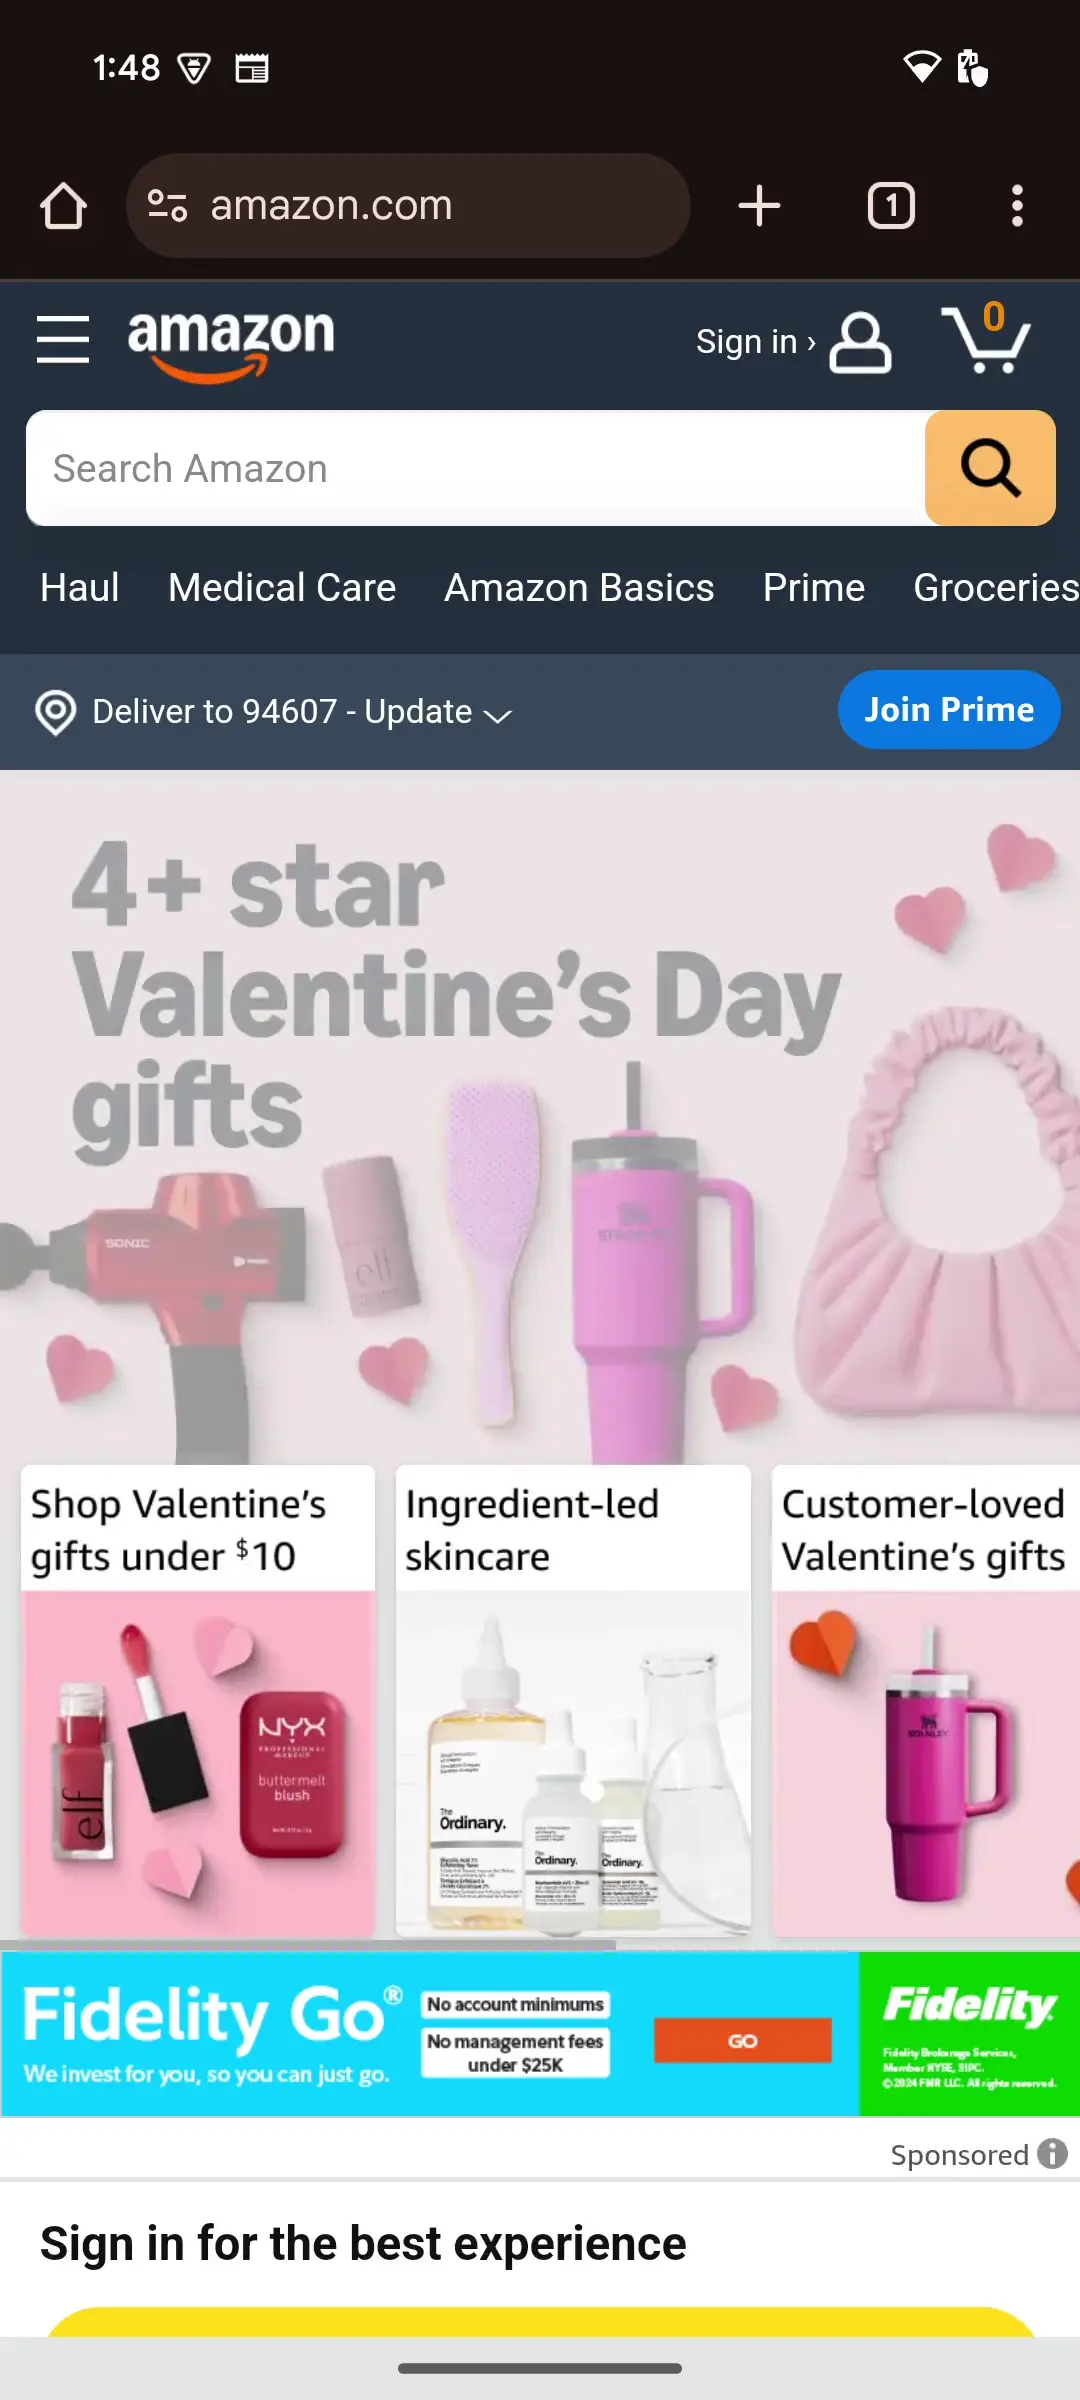 1:48
amazon.com
1
amazon
Sign in ›
0
Search Amazon
Haul Medical Care Amazon Basics Prime Groceries
Deliver to 94607 - Update
Join Prime
4+ star
Valentine's Day
gifts
SONIC
elf
STANLEY
Shop Valentine's
gifts under $10
Ingredient-led
skincare
Customer-loved
Valentine's gifts
elf
NYX
PROFESSIONAL MAKEUP
buttermelt
blush
The
Ordinary.
Ordinary.
Ordinary.
STANLEY
Fidelity Go®
We invest for you, so you can just go.
No account minimums
No management fees
under $25K
GO
Fidelity
Fidelity Brokerage Services,
Member NYSE, SIPC.
©2024 FMR LLC. All rights reserved.
Sponsored
Sign in for the best experience